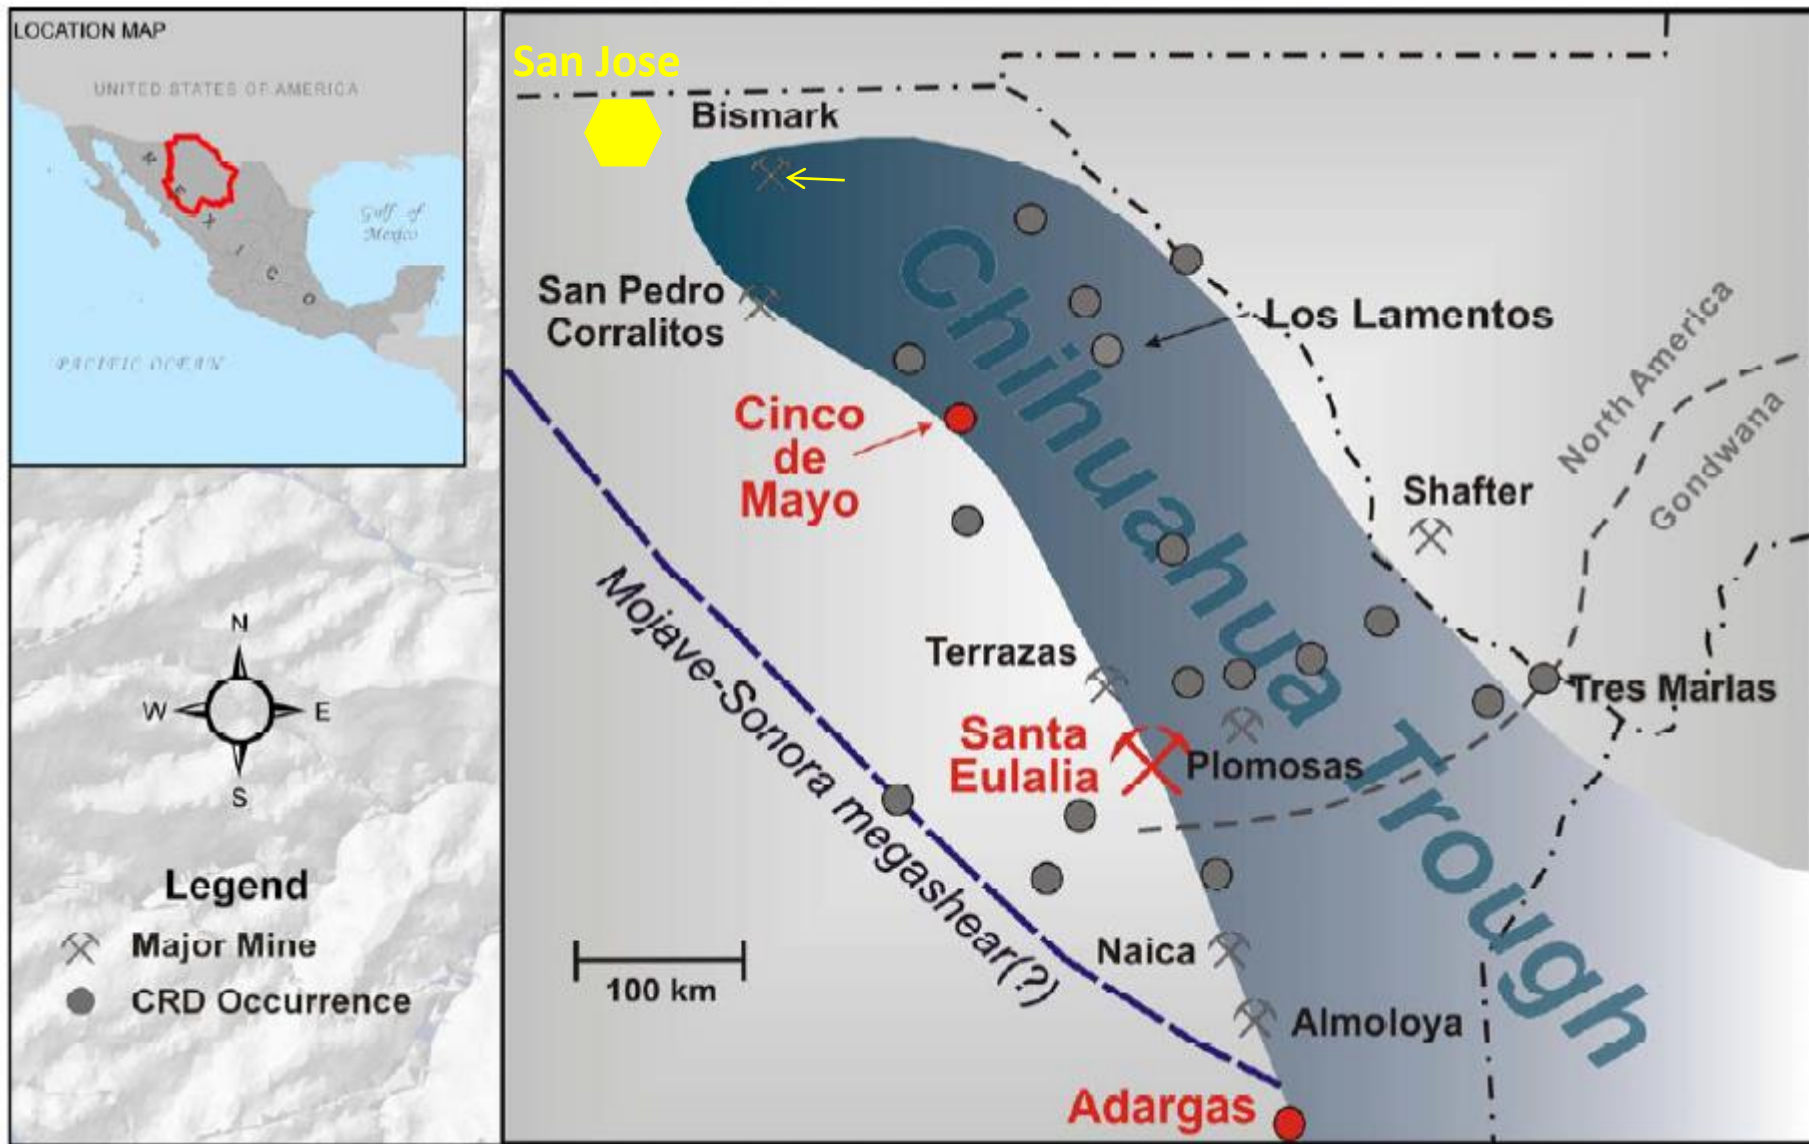 LOCATION MAP
UNITED STATES OF AMERICA
M E X I C O
Gulf of
Mexico
PACIFIC OCEAN
N
W
E
S
Legend
Major Mine
CRD Occurrence
San Jose
Bismark
San Pedro
Corralitos
Los Lamentos
Cinco
de
Mayo
Chihuahua Trough
North America
Gondwana
Shafter
Mojave-Sonora megashear(?)
Terrazas
Tres Marias
Santa
Eulalia
Plomosas
Naica
100 km
Almoloya
Adargas